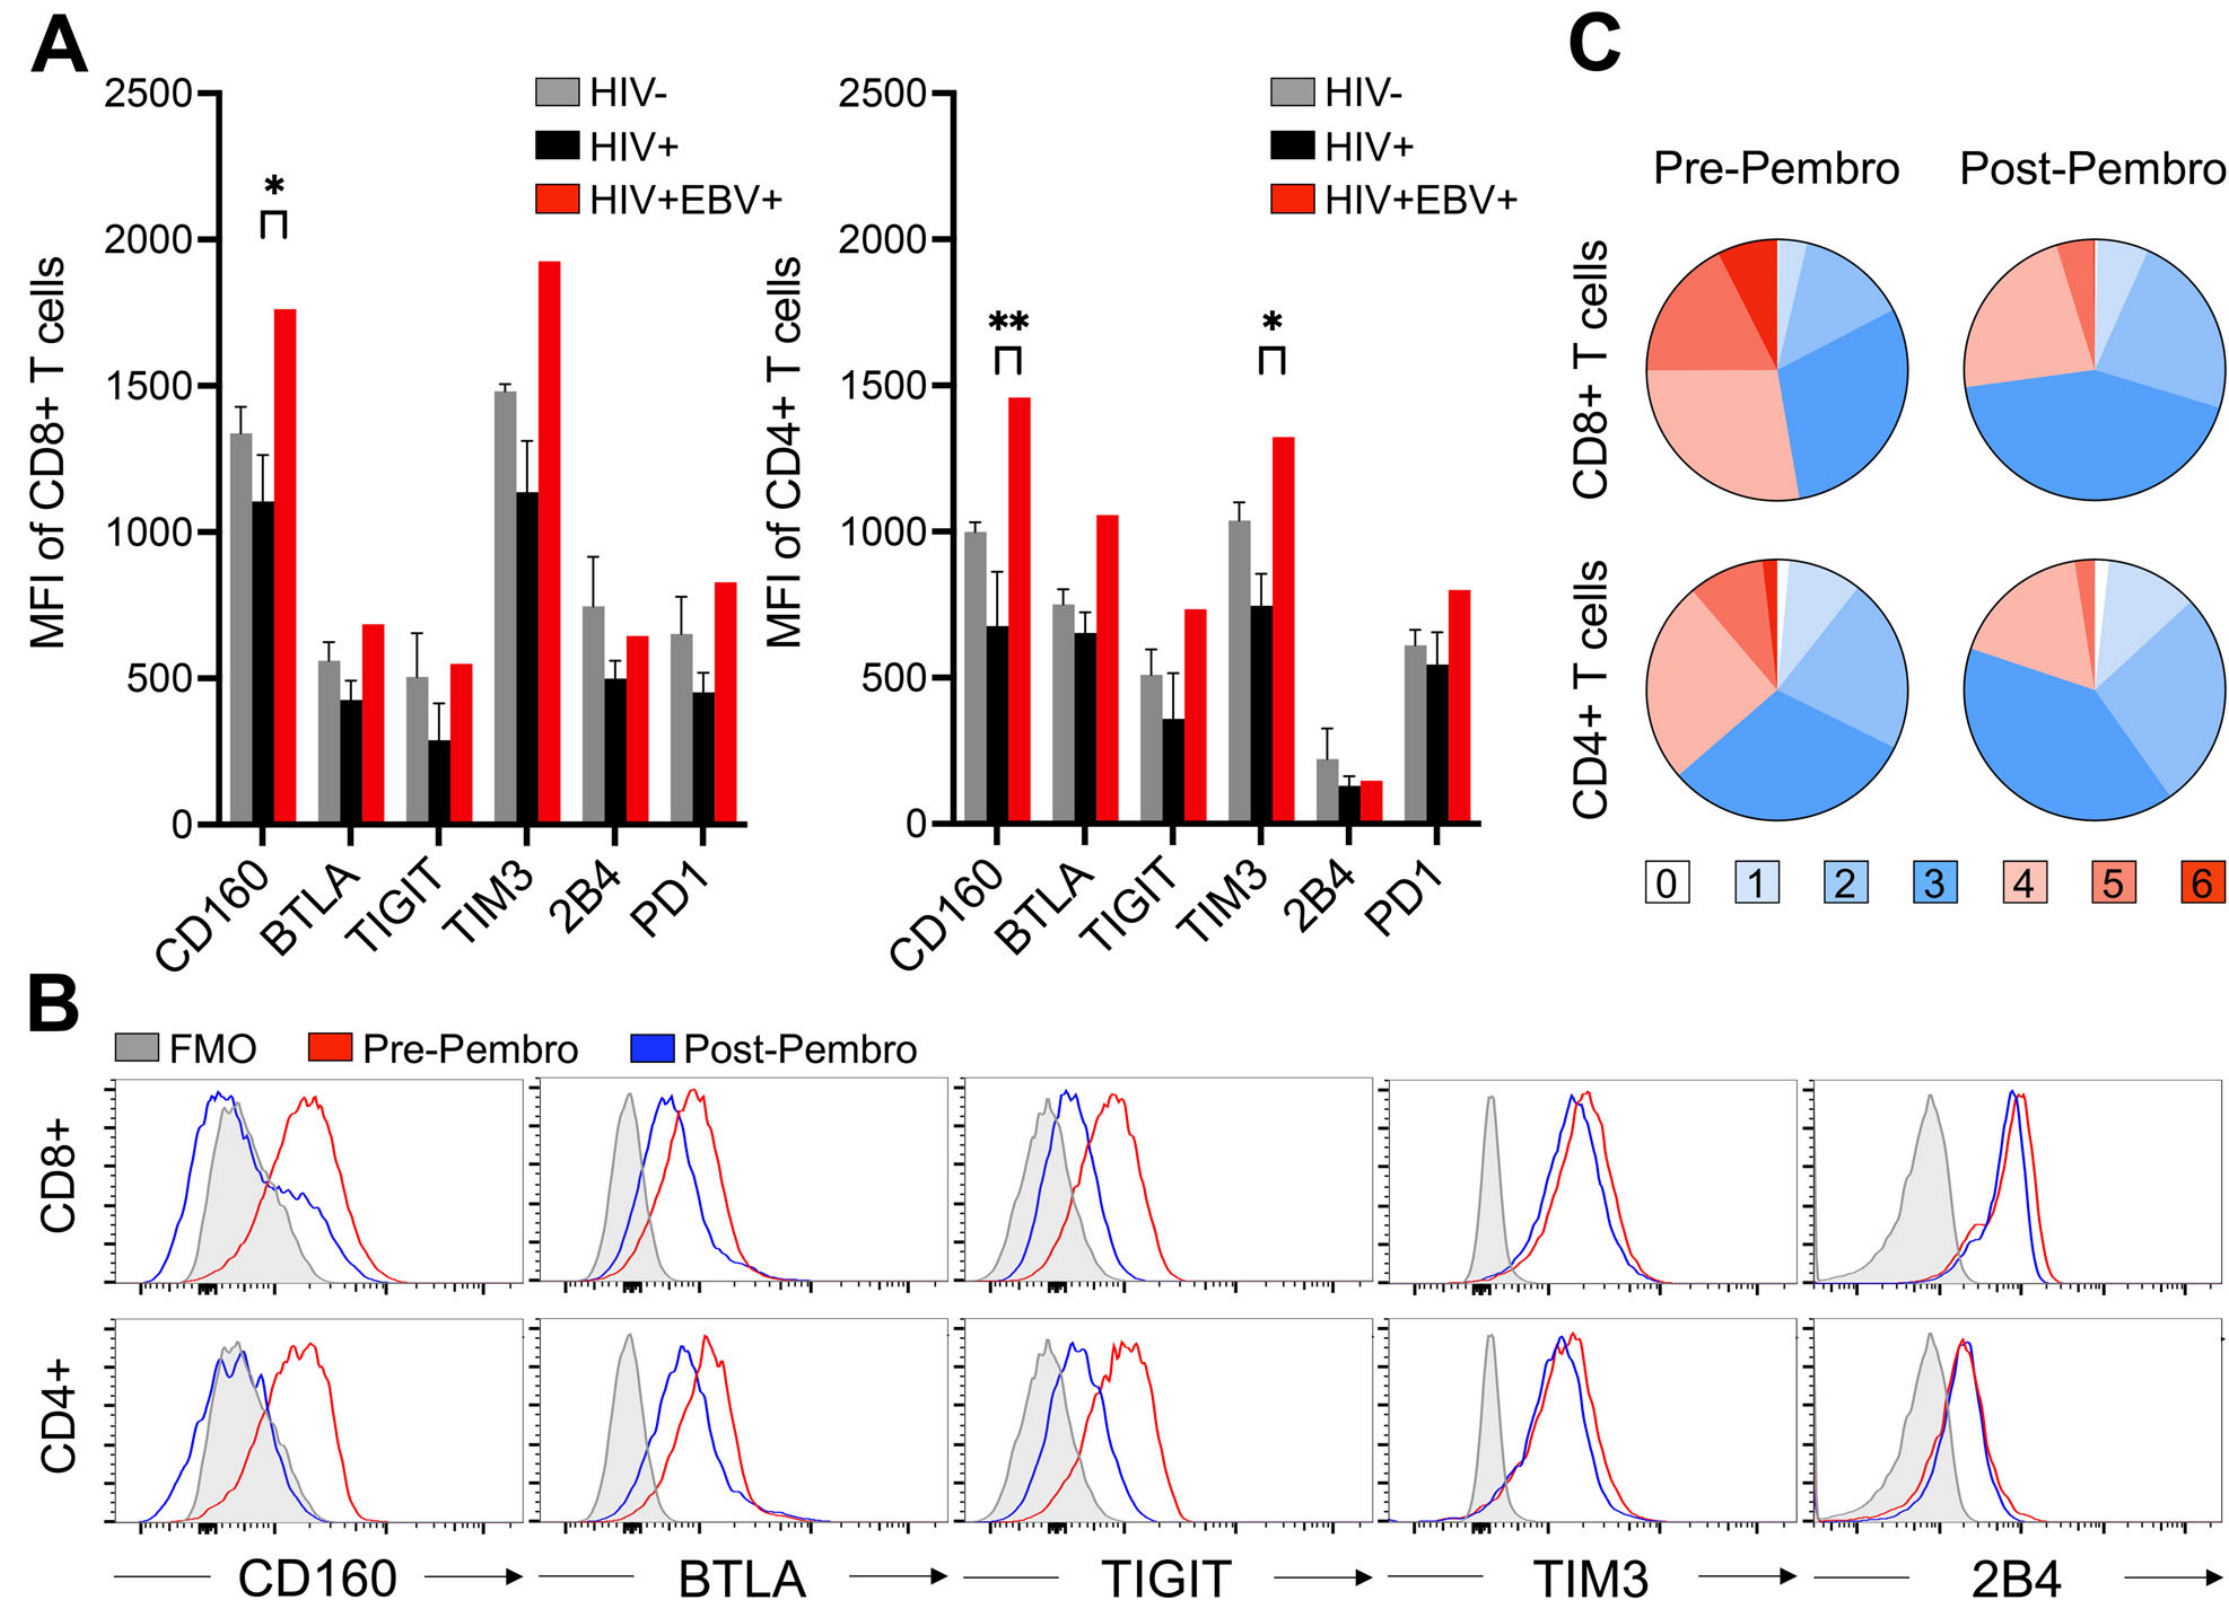 A
MFI of CD8+ T cells
2500
2000
1500
1000
500
0
HIV-
HIV+
HIV+EBV+
*
CD160
BTLA
TIGIT
TIM3
2B4
PD1
MFI of CD4+ T cells
2500
2000
1500
1000
500
0
HIV-
HIV+
HIV+EBV+
**
*
CD160
BTLA
TIGIT
TIM3
2B4
PD1
C
Pre-Pembro Post-Pembro
CD8+ T cells
CD4+ T cells
0 1 2 3 4 5 6
B
FMO Pre-Pembro Post-Pembro
CD8+
CD4+
CD160 BTLA TIGIT TIM3 2B4